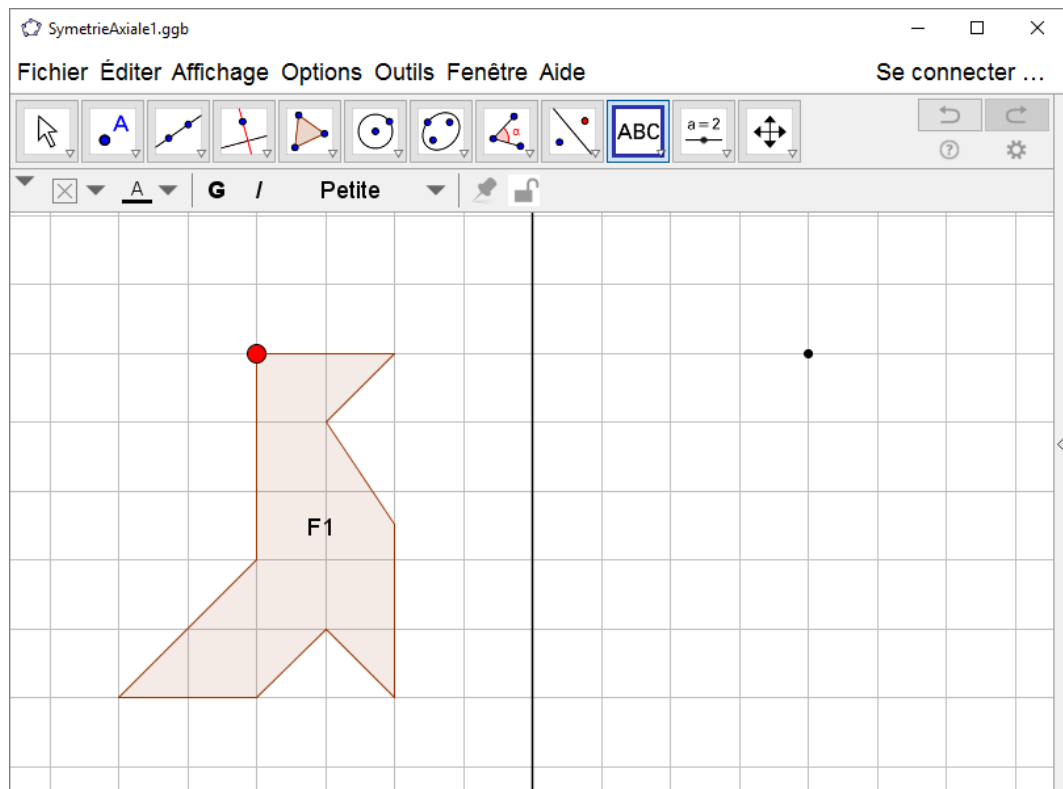 SymetrieAxiale1.ggb
Fichier Éditer Affichage Options Outils Fenêtre Aide Se connecter ...
A α ABC a=2
?
A G I Petite
F1